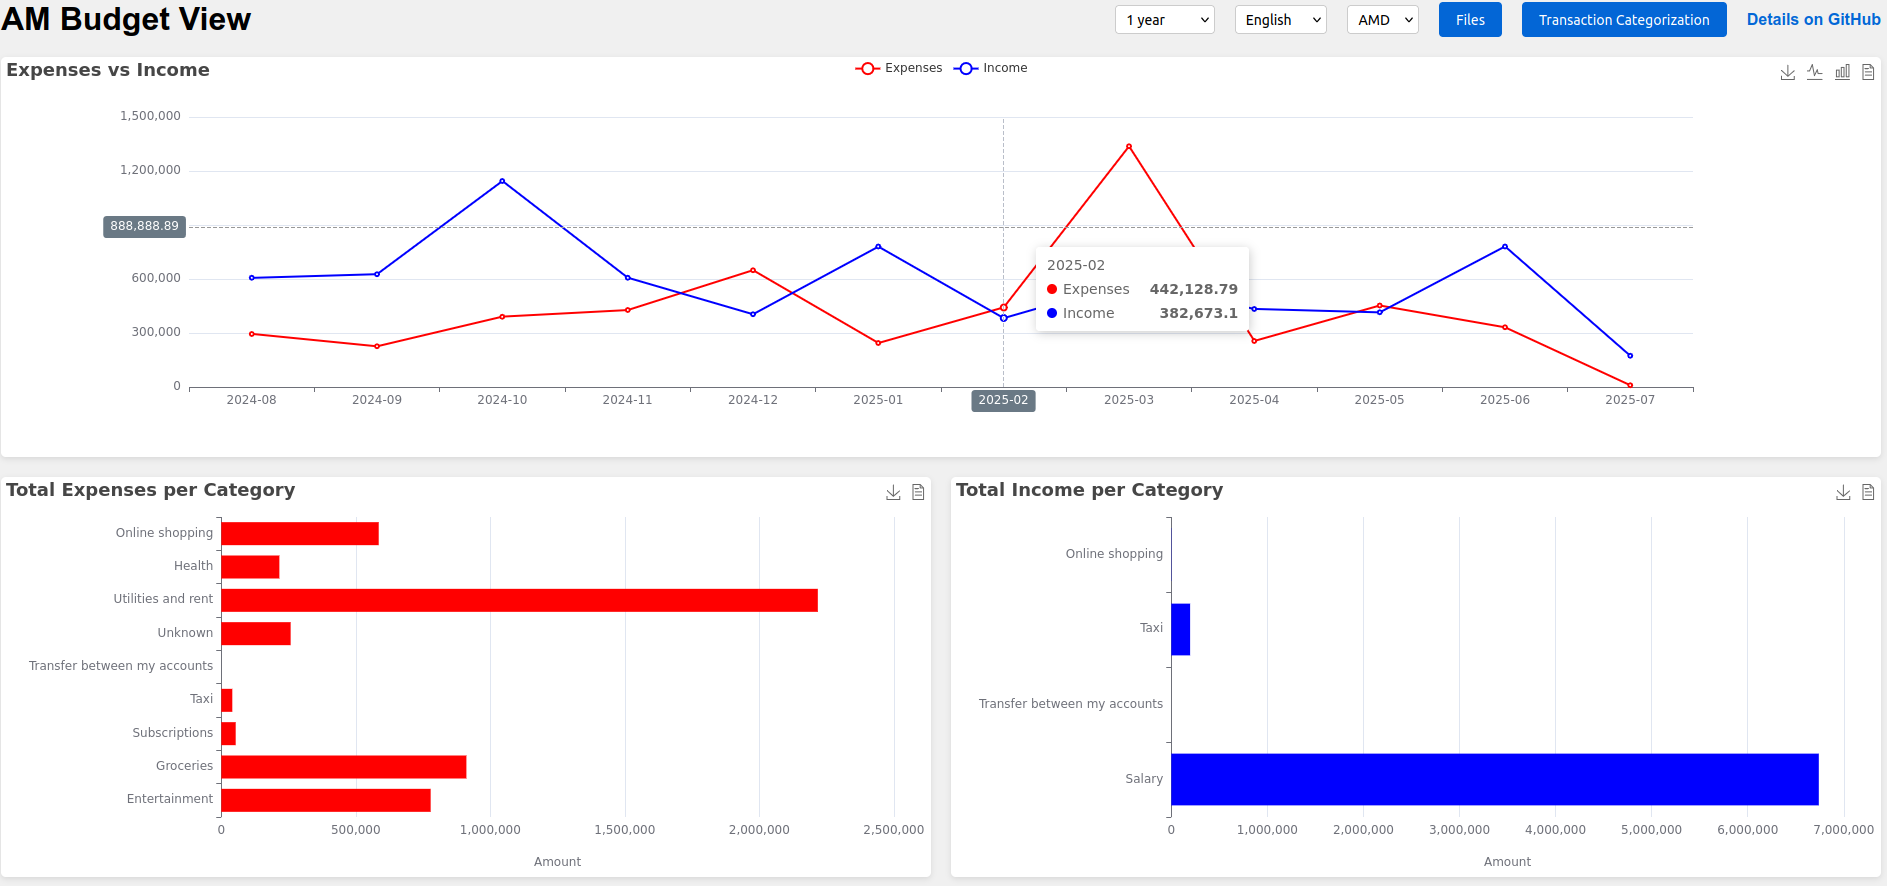 AM Budget View
1 year
English
AMD
Files
Transaction Categorization
Details on GitHub
Expenses vs Income
Expenses
Income
1,500,000
1,200,000
888,888.89
600,000
300,000
0
2025-02
Expenses 442,128.79
Income 382,673.1
2024-08
2024-09
2024-10
2024-11
2024-12
2025-01
2025-02
2025-03
2025-04
2025-05
2025-06
2025-07
Total Expenses per Category
Online shopping
Health
Utilities and rent
Unknown
Transfer between my accounts
Taxi
Subscriptions
Groceries
Entertainment
0
500,000
1,000,000
1,500,000
2,000,000
2,500,000
Amount
Total Income per Category
Online shopping
Taxi
Transfer between my accounts
Salary
0
1,000,000
2,000,000
3,000,000
4,000,000
5,000,000
6,000,000
7,000,000
Amount